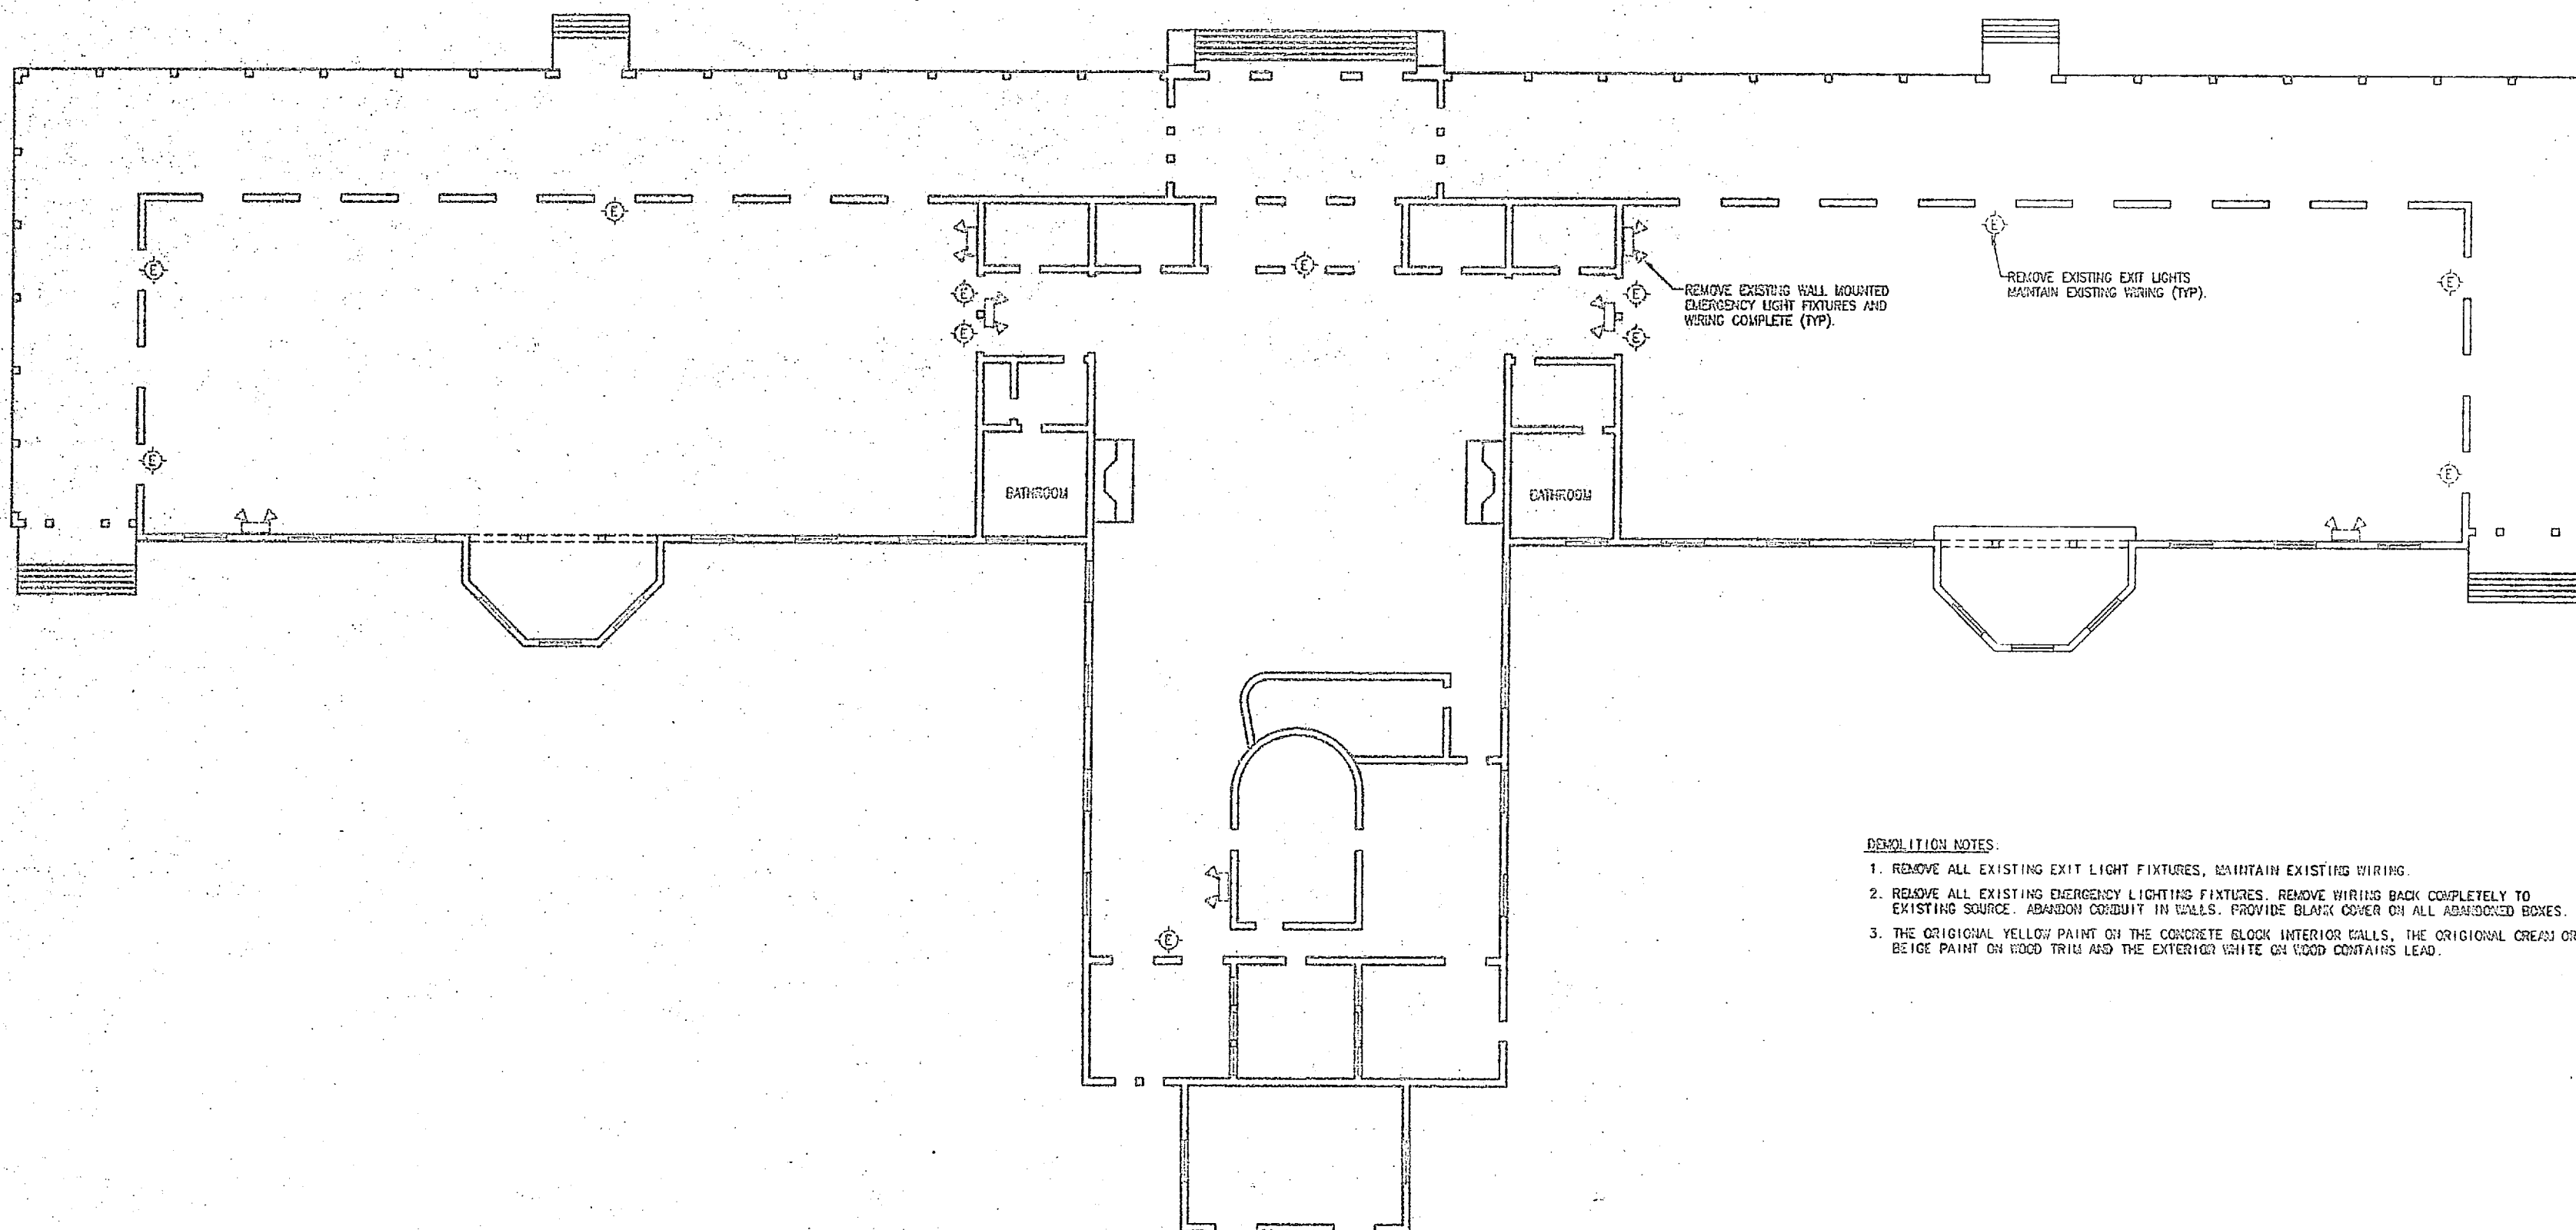 E
E
E
E
E
E
E
E
E
E
E
E
REMOVE EXISTING WALL MOUNTED
EMERGENCY LIGHT FIXTURES AND
WIRING COMPLETE (TYP).
REMOVE EXISTING EXIT LIGHTS
MAINTAIN EXISTING WIRING (TYP).
BATHROOM
BATHROOM
DEMOLITION NOTES:
1. REMOVE ALL EXISTING EXIT LIGHT FIXTURES, MAINTAIN EXISTING WIRING.
2. REMOVE ALL EXISTING EMERGENCY LIGHTING FIXTURES. REMOVE WIRING BACK COMPLETELY TO
EXISTING SOURCE. ABANDON CONDUIT IN WALLS. PROVIDE BLANK COVER ON ALL ABANDONED BOXES.
3. THE ORIGIONAL YELLOW PAINT ON THE CONCRETE BLOCK INTERIOR WALLS, THE ORIGIONAL CREAM OR
BEIGE PAINT ON WOOD TRIM AND THE EXTERIOR WHITE ON WOOD CONTAINS LEAD.